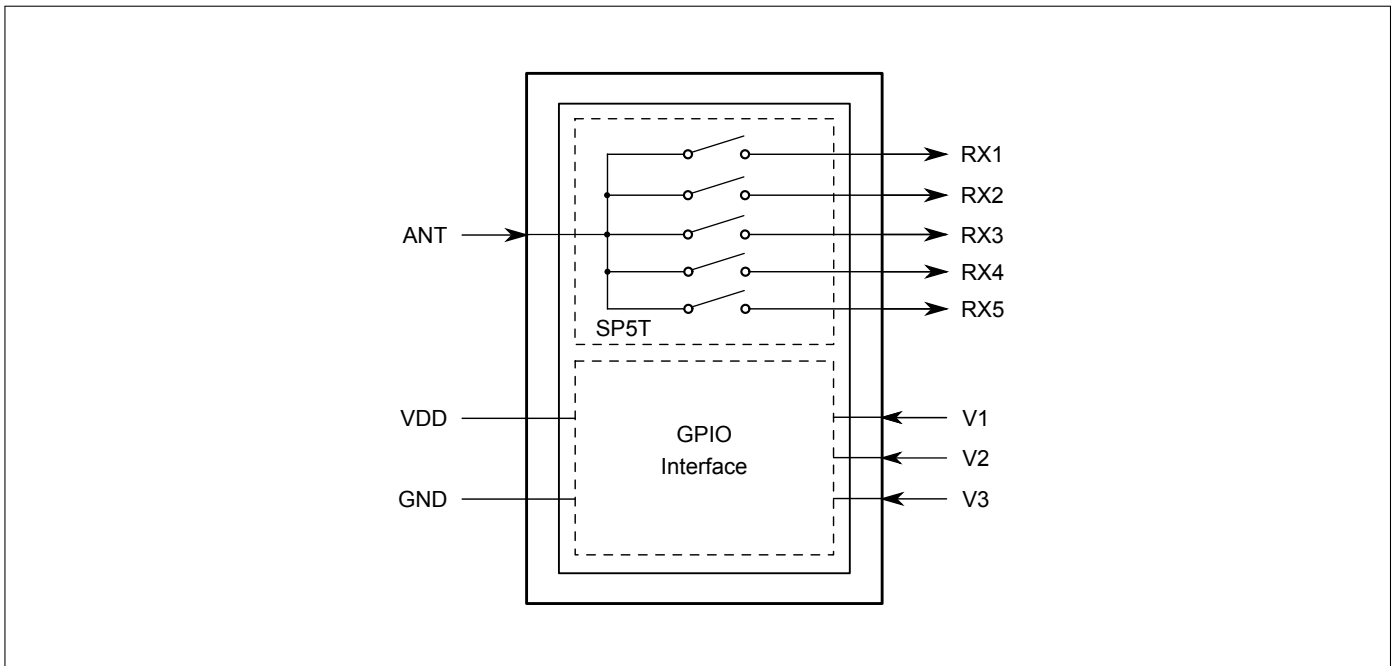 RX1
RX2
ANT
RX3
RX4
RX5
SP5T
VDD
V1
GPIO
Interface
V2
GND
V3